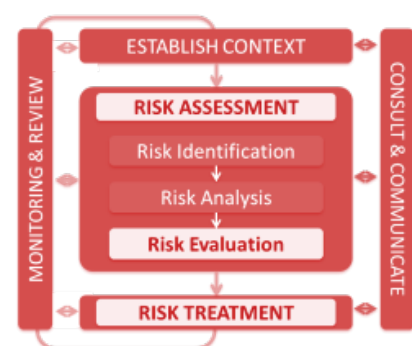 MONITORING & REVIEW
ESTABLISH CONTEXT
RISK ASSESSMENT
Risk Identification
Risk Analysis
Risk Evaluation
RISK TREATMENT
CONSULT & COMMUNICATE